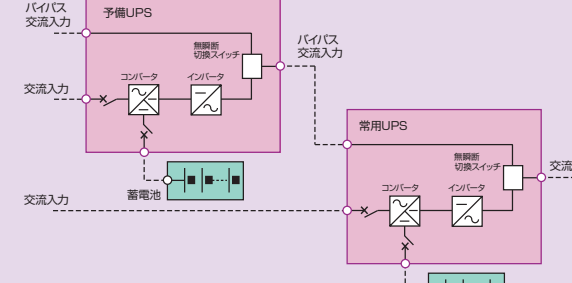 バイパス
交流入力
予備UPS
無瞬断
切換スイッチ
バイパス
交流入力
コンバータ
インバータ
交流入力
常用UPS
無瞬断
切換スイッチ
交流
蓄電池
コンバータ
インバータ
交流入力